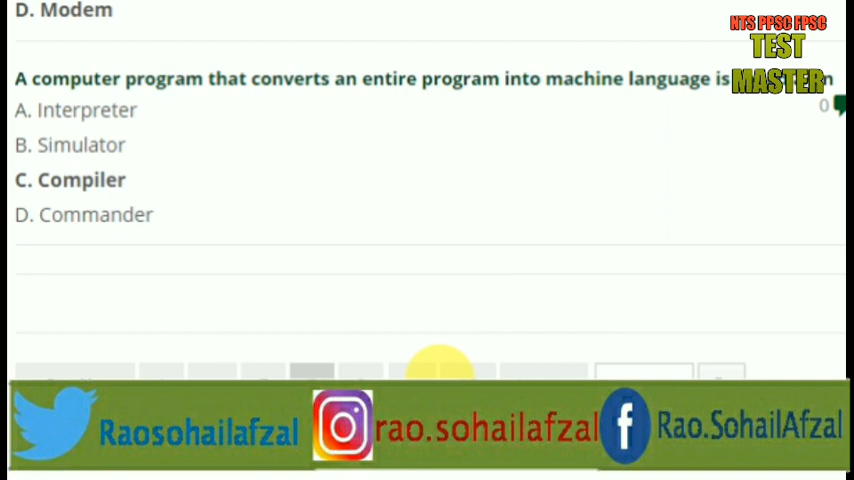 D. Modem
NTS PPSC FPSC
TEST
MASTER
A computer program that converts an entire program into machine language is
0
A. Interpreter
B. Simulator
C. Compiler
D. Commander
Raosohailafzal
rao.sohailafzal
Rao.SohailAfzal